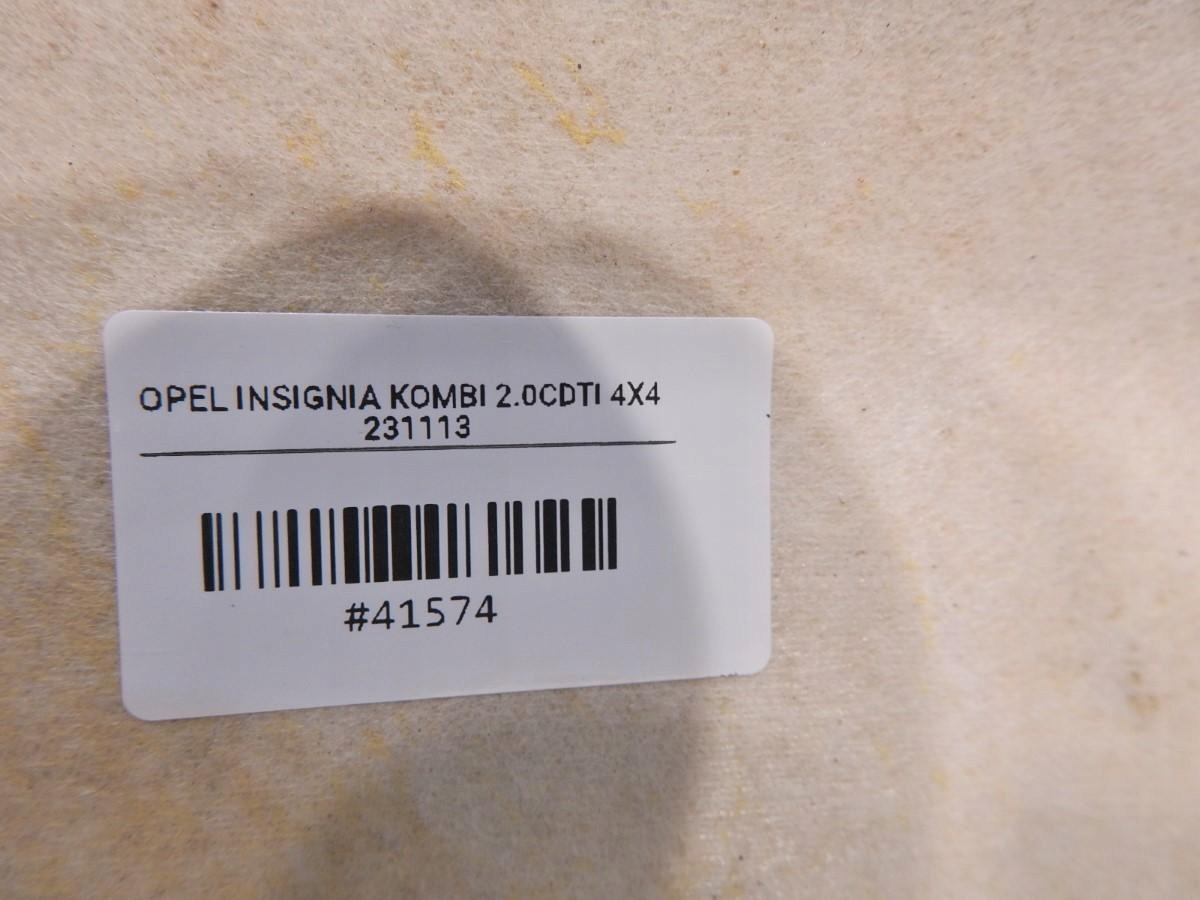 OPEL INSIGNIA KOMBI 2.0CDTI 4X4
231113
#41574